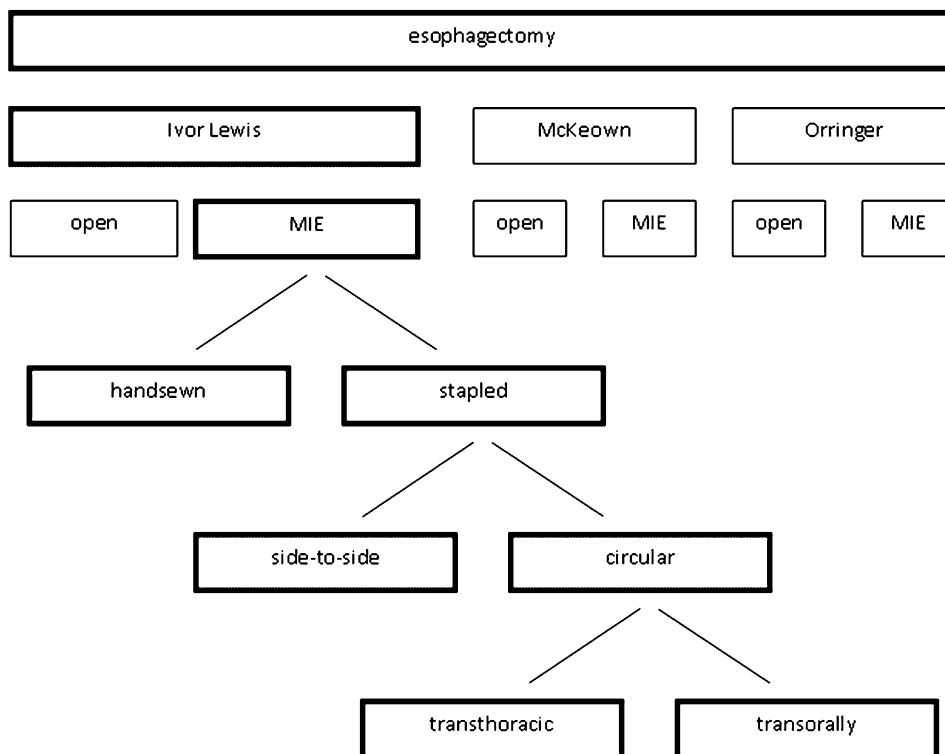 esophagectomy
Ivor Lewis McKeown Orringer
open MIE open MIE open MIE
handsewn stapled
side-to-side circular
transthoracic transorally